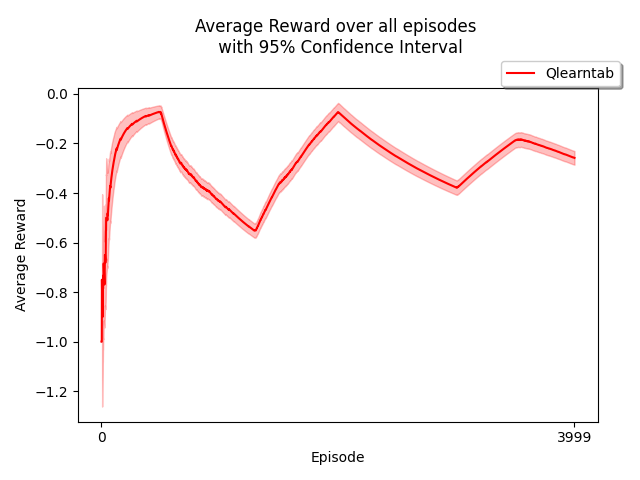 Average Reward over all episodes
with 95% Confidence Interval
Qlearntab
0.0
−0.2
−0.4
−0.6
−0.8
−1.0
−1.2
Average Reward
0
3999
Episode